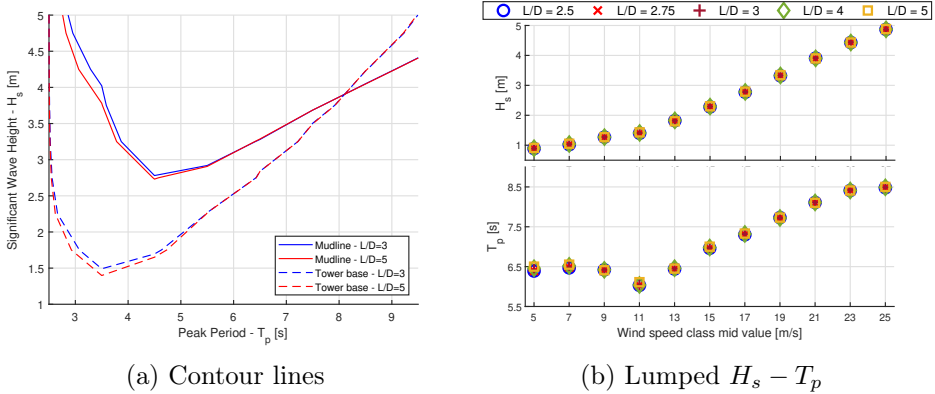 5
4.5
4
3.5
3
2.5
2
1.5
1
Significant Wave Height - H_s [m]
Mudline - L/D=3
Mudline - L/D=5
Tower base - L/D=3
Tower base - L/D=5
3 4 5 6 7 8 9
Peak Period - T_p [s]
(a) Contour lines
L/D = 2.5 L/D = 2.75 L/D = 3 L/D = 4 L/D = 5
5
4
3
2
1
H_s [m]
8.5
7.5
6.5
5.5
T_p [s]
5 7 9 11 13 15 17 19 21 23 25
Wind speed class mid value [m/s]
(b) Lumped H_s − T_p